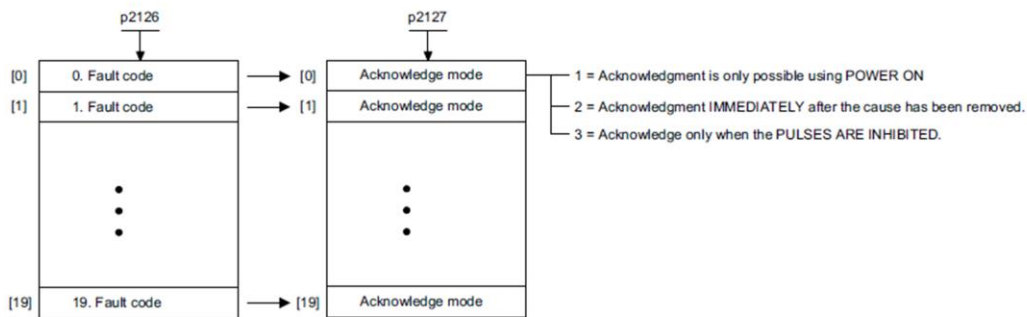 p2126 p2127
[0] 0. Fault code [0] Acknowledge mode 1 = Acknowledgment is only possible using POWER ON
[1] 1. Fault code [1] Acknowledge mode 2 = Acknowledgment IMMEDIATELY after the cause has been removed.
3 = Acknowledge only when the PULSES ARE INHIBITED.
[19] 19. Fault code [19] Acknowledge mode